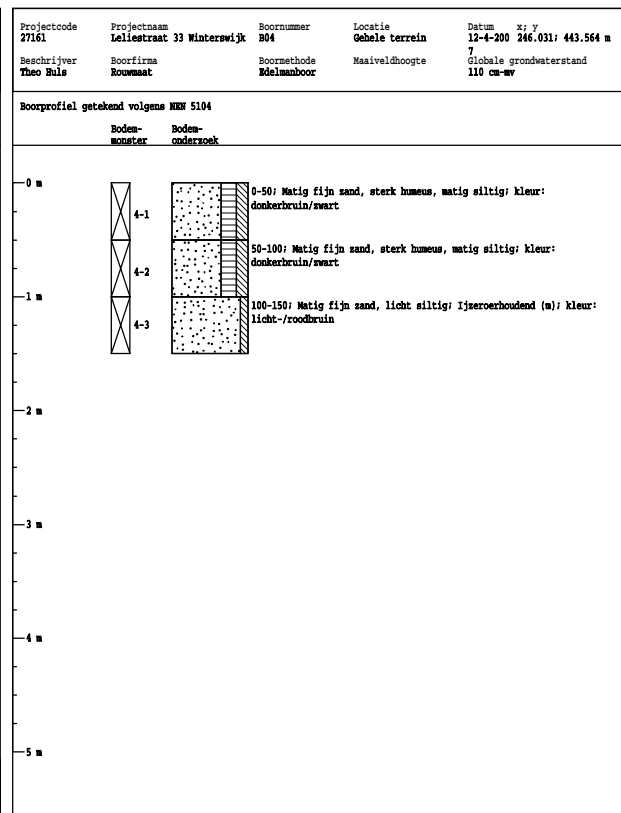 Projectcode Projectnaam Boornummer Locatie Datum x; y
27161 Leliestraat 33 Winterswijk B04 Gehele terrein 12-4-200 246.031; 443.564 m
7
Beschrijver Boorfirma Boormethode Maaiveldhoogte Globale grondwaterstand
Theo Huls Rouwmaat Edelmanboor 110 cm-mv
Boorprofiel getekend volgens NEN 5104
Bodem- Bodem-
monster onderzoek
0 m
0-50; Matig fijn zand, sterk humeus, matig siltig; kleur:
donkerbruin/zwart
4-1
50-100; Matig fijn zand, sterk humeus, matig siltig; kleur:
donkerbruin/zwart
4-2
1 m
100-150; Matig fijn zand, licht siltig; Ijzeroerhoudend (m); kleur:
licht-/roodbruin
4-3
2 m
3 m
4 m
5 m